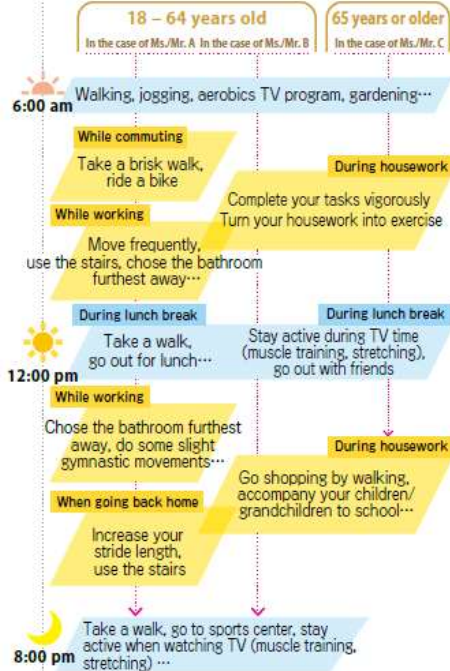 18 – 64 years old
65 years or older
In the case of Ms./Mr. A
In the case of Ms./Mr. B
In the case of Ms./Mr. C
6:00 am
Walking, jogging, aerobics TV program, gardening…
While commuting
Take a brisk walk,
ride a bike
During housework
Complete your tasks vigorously
Turn your housework into exercise
While working
Move frequently,
use the stairs, chose the bathroom
furthest away…
During lunch break
Take a walk,
go out for lunch…
During lunch break
Stay active during TV time
(muscle training, stretching),
go out with friends
12:00 pm
While working
Chose the bathroom furthest
away, do some slight
gymnastic movements…
During housework
Go shopping by walking,
accompany your children/
grandchildren to school…
When going back home
Increase your
stride length,
use the stairs
8:00 pm
Take a walk, go to sports center, stay
active when watching TV (muscle training,
stretching) …